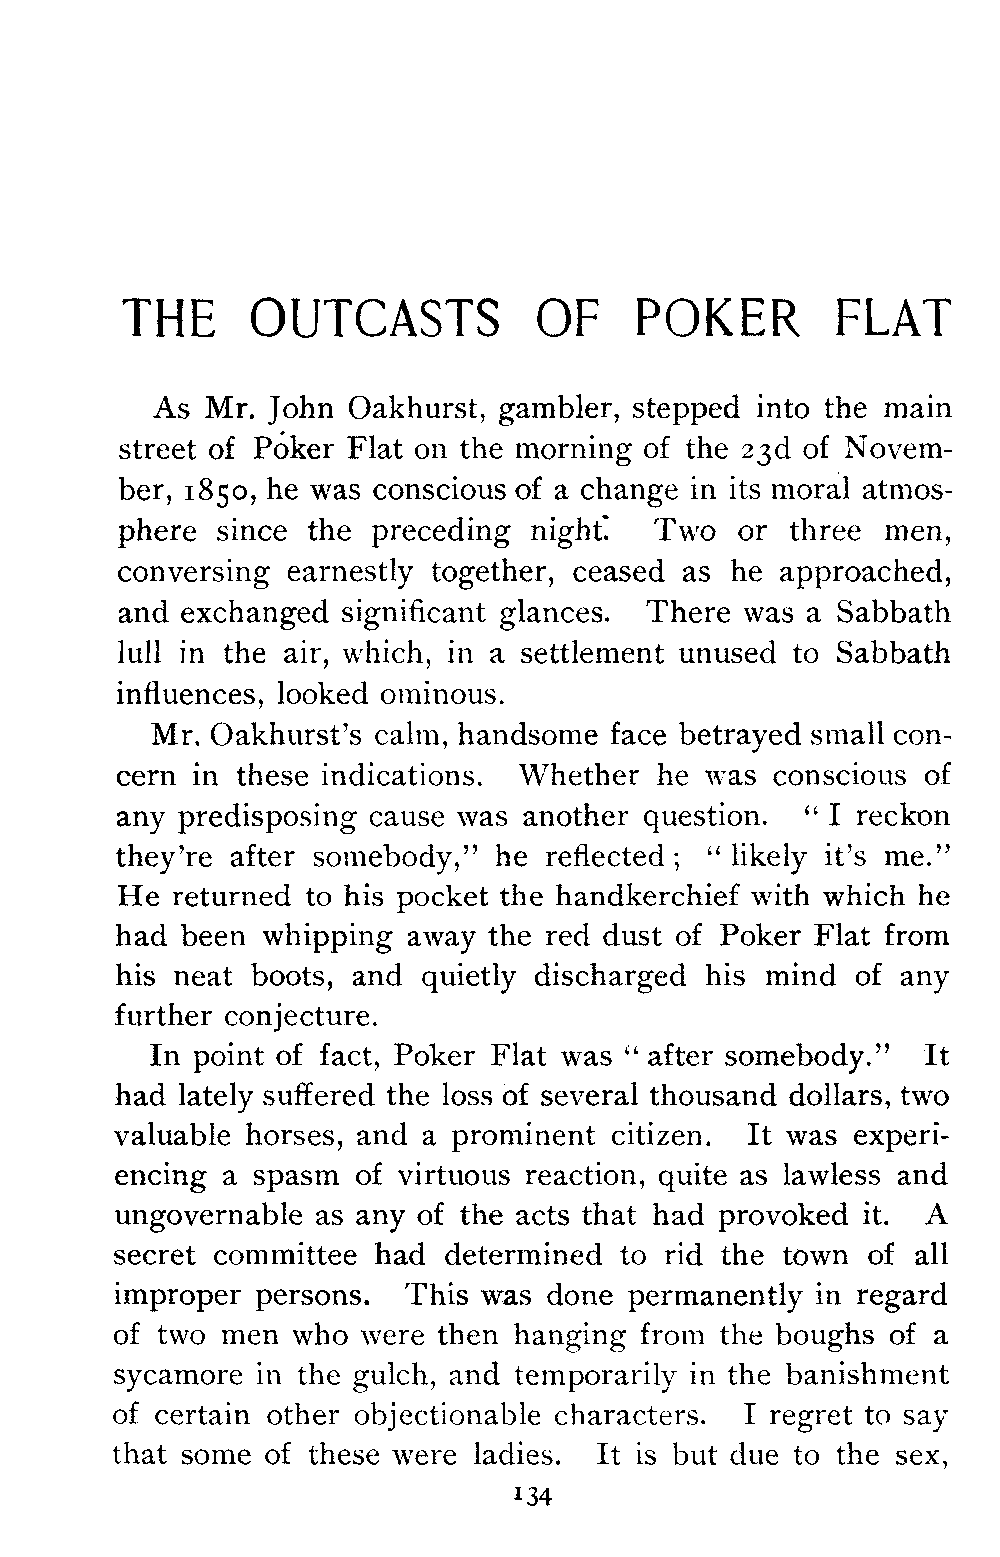 THE OUTCASTS OF POKER FLAT
As Mr. John Oakhurst, gambler, stepped into the main
street of Poker Flat on the morning of the 23d of Novem-
ber, 1850, he was conscious of a change in its moral atmos-
phere since the preceding night. Two or three men,
conversing earnestly together, ceased as he approached,
and exchanged significant glances. There was a Sabbath
lull in the air, which, in a settlement unused to Sabbath
influences, looked ominous.
Mr. Oakhurst's calm, handsome face betrayed small con-
cern in these indications. Whether he was conscious of
any predisposing cause was another question. "I reckon
they're after somebody," he reflected; "likely it's me."
He returned to his pocket the handkerchief with which he
had been whipping away the red dust of Poker Flat from
his neat boots, and quietly discharged his mind of any
further conjecture.
In point of fact, Poker Flat was "after somebody." It
had lately suffered the loss of several thousand dollars, two
valuable horses, and a prominent citizen. It was experi-
encing a spasm of virtuous reaction, quite as lawless and
ungovernable as any of the acts that had provoked it. A
secret committee had determined to rid the town of all
improper persons. This was done permanently in regard
of two men who were then hanging from the boughs of a
sycamore in the gulch, and temporarily in the banishment
of certain other objectionable characters. I regret to say
that some of these were ladies. It is but due to the sex,
134